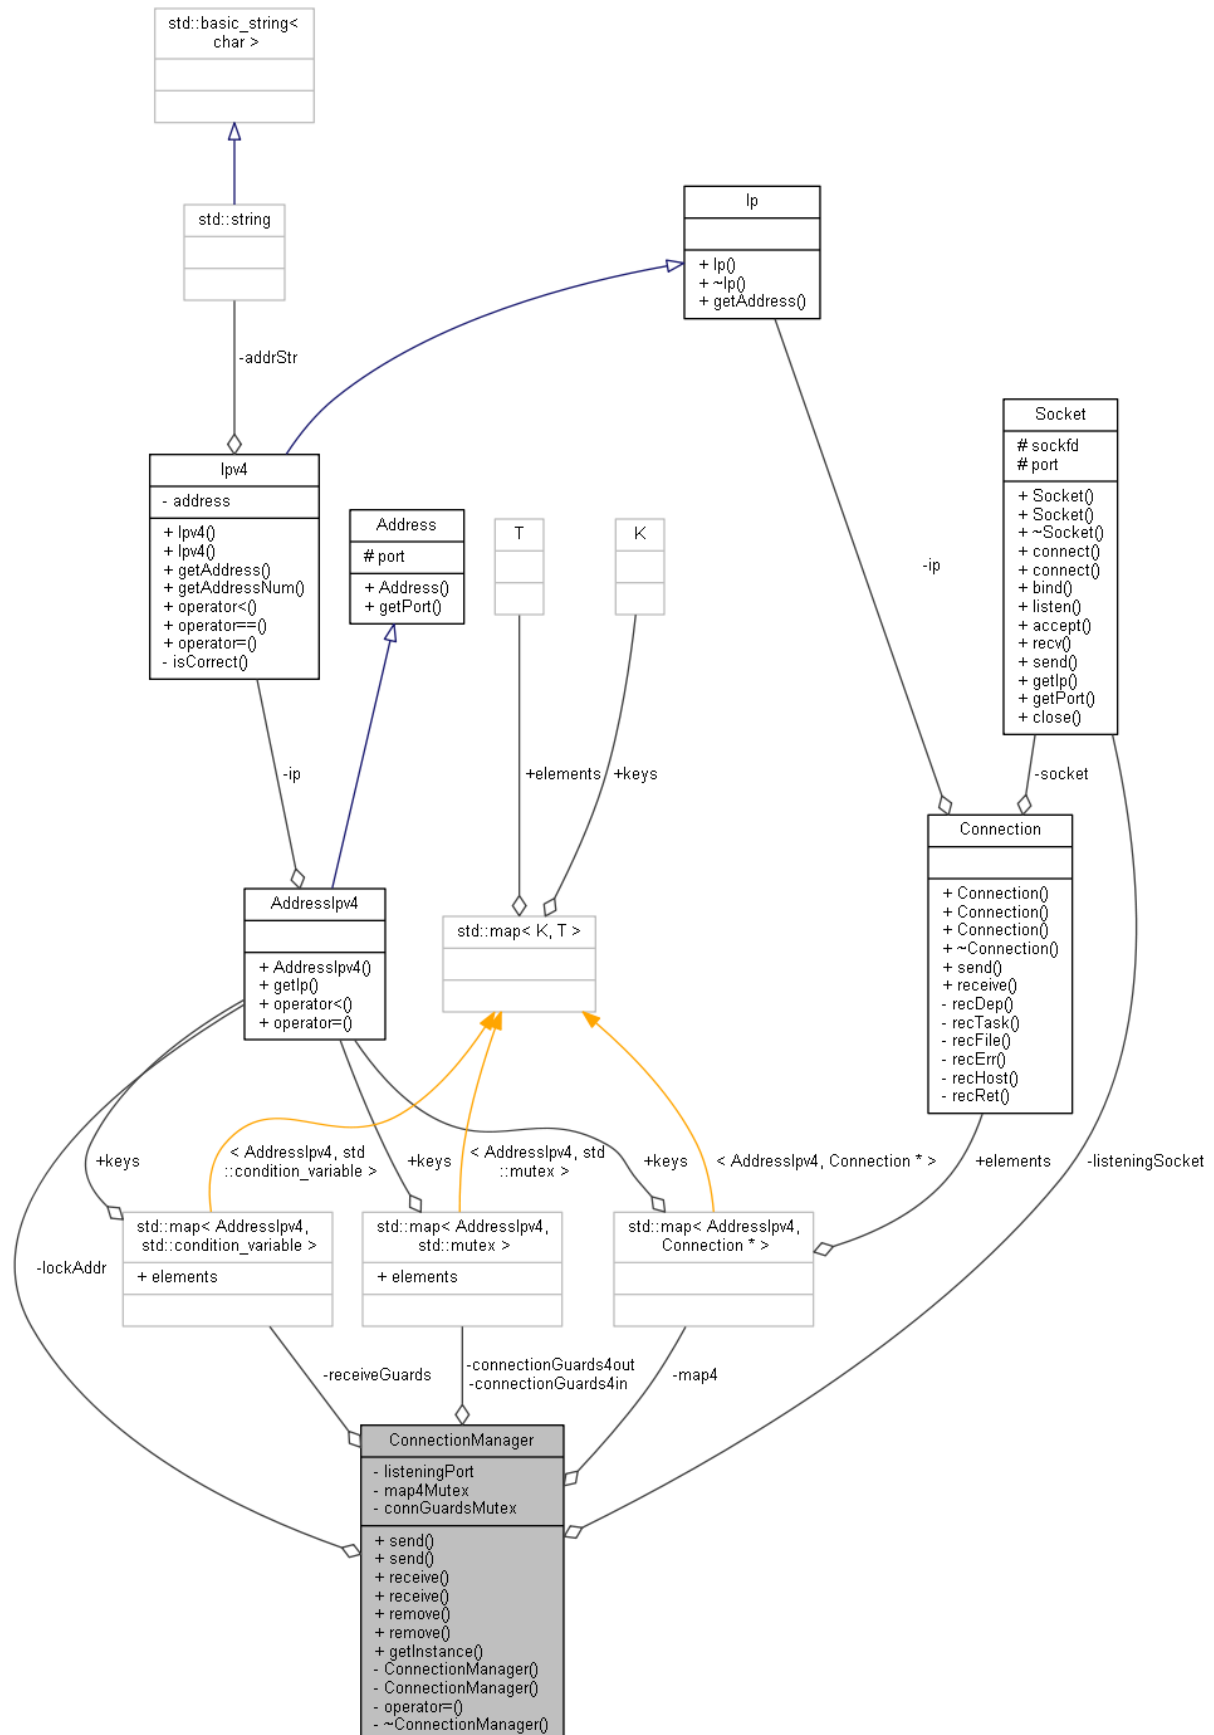 std::basic_string<
char >
std::string
-addrStr
Ip
+ Ip()
+ ~Ip()
+ getAddress()
Ipv4
- address
+ Ipv4()
+ Ipv4()
+ getAddress()
+ getAddressNum()
+ operator<()
+ operator==()
+ operator=()
- isCorrect()
Address
# port
+ Address()
+ getPort()
T
K
-ip
Socket
# sockfd
# port
+ Socket()
+ Socket()
+ ~Socket()
+ connect()
+ connect()
+ bind()
+ listen()
+ accept()
+ recv()
+ send()
+ getIp()
+ getPort()
+ close()
-ip
+elements
+keys
-socket
AddressIpv4
+ AddressIpv4()
+ getIp()
+ operator<()
+ operator=()
std::map< K, T >
Connection
+ Connection()
+ Connection()
+ Connection()
+ ~Connection()
+ send()
+ receive()
- recDep()
- recTask()
- recFile()
- recErr()
- recHost()
- recRet()
+keys
< AddressIpv4, std
::condition_variable >
+keys
< AddressIpv4, std
::mutex >
+keys
< AddressIpv4, Connection * >
+elements
-listeningSocket
-lockAddr
std::map< AddressIpv4,
std::condition_variable >
+ elements
std::map< AddressIpv4,
std::mutex >
+ elements
std::map< AddressIpv4,
Connection * >
-receiveGuards
-connectionGuards4out
-connectionGuards4in
-map4
ConnectionManager
- listeningPort
- map4Mutex
- connGuardsMutex
+ send()
+ send()
+ receive()
+ receive()
+ remove()
+ remove()
+ getInstance()
- ConnectionManager()
- ConnectionManager()
- operator=()
- ~ConnectionManager()